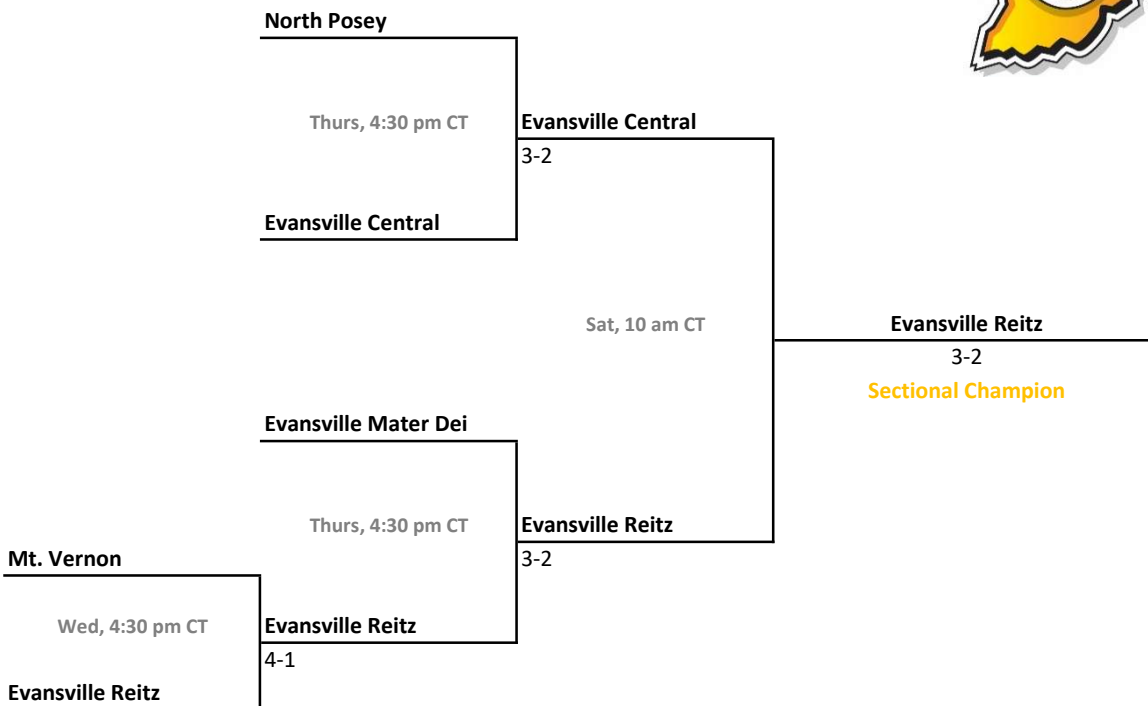 North Posey
Thurs, 4:30 pm CT
Evansville Central
3-2
Evansville Central
Sat, 10 am CT
Evansville Reitz
3-2
Sectional Champion
Evansville Mater Dei
Thurs, 4:30 pm CT
Evansville Reitz
3-2
Mt. Vernon
Wed, 4:30 pm CT
Evansville Reitz
4-1
Evansville Reitz